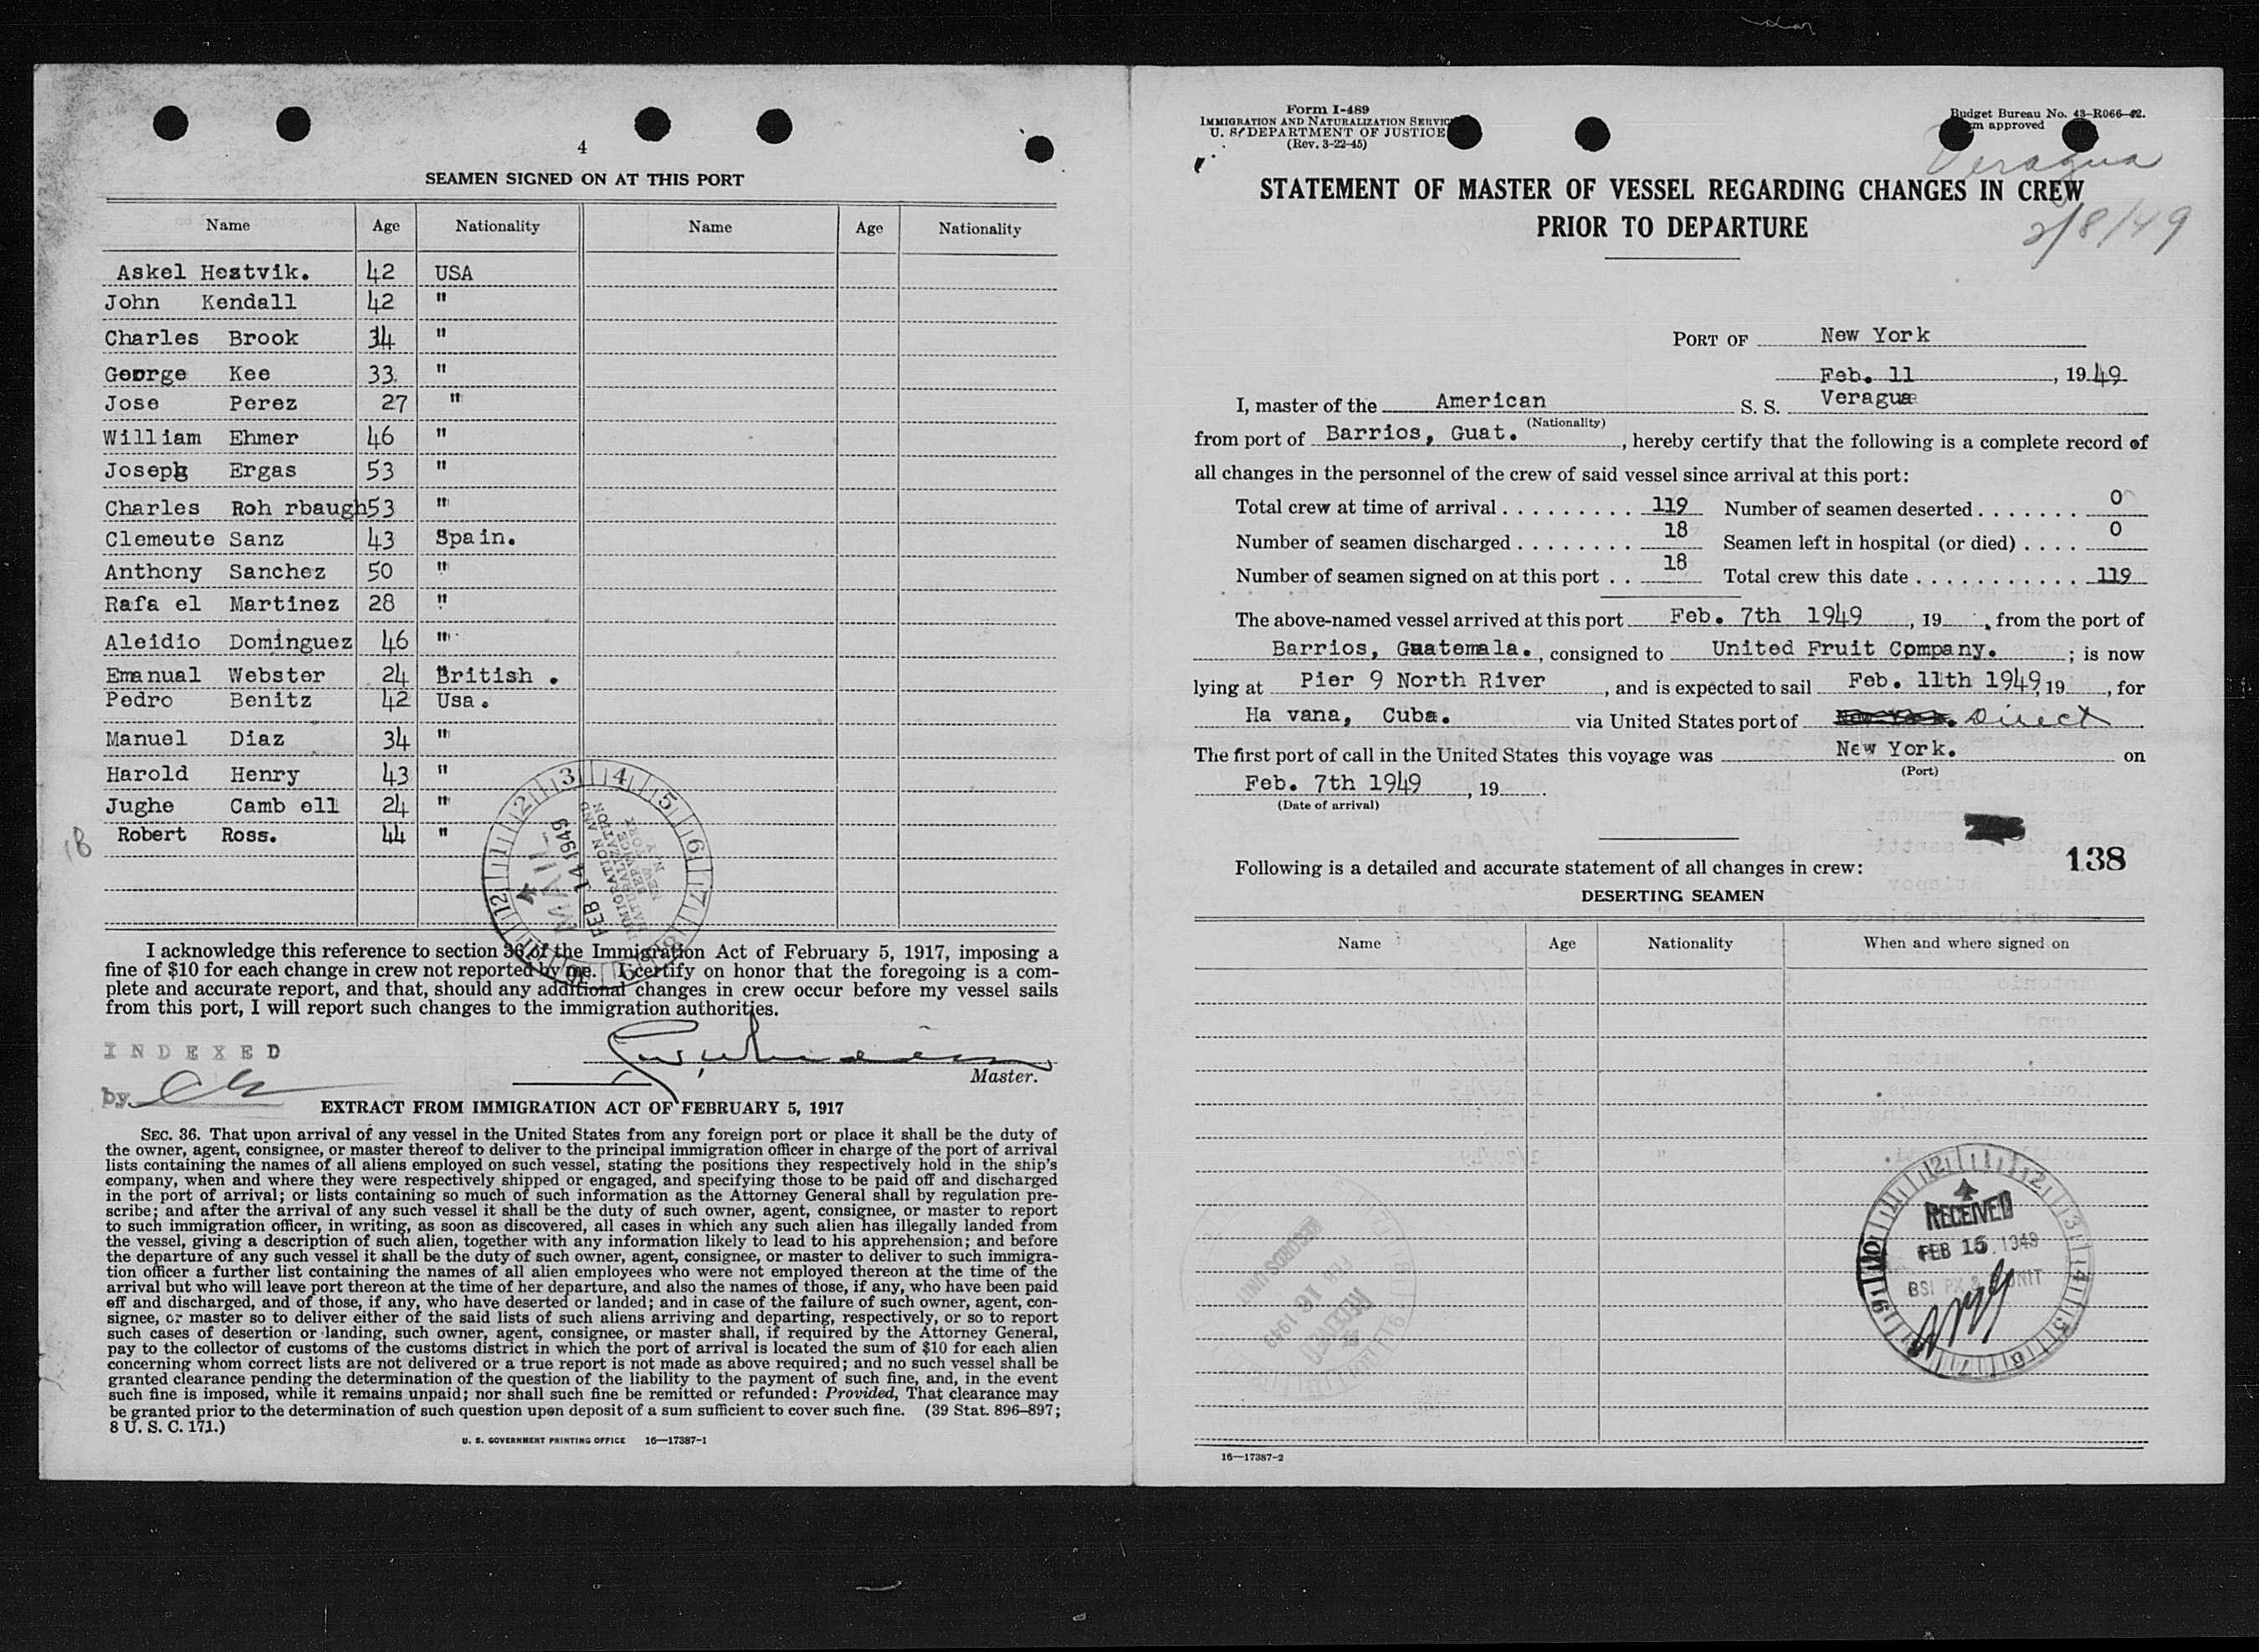 4
SEAMEN SIGNED ON AT THIS PORT
Name Age Nationality Name Age Nationality
Askel Hestvik. 42 USA
John Kendall 42 "
Charles Brook 34 "
George Kee 33 "
Jose Perez 27 "
William Ehmer 46 "
Joseph Ergas 53 "
Charles Roh rbaugh 53 "
Clemeute Sanz 43 Spain.
Anthony Sanchez 50 "
Rafa el Martinez 28 "
Aleidio Dominguez 46 "
Emanual Webster 24 British .
Pedro Benitz 42 Usa.
Manuel Diaz 34 "
Harold Henry 43 "
Jughe Camb ell 24 "
18 Robert Ross. 44 "
MAIL
FEB 14 1949
IMMIGRATION AND
NATURALIZATION
SERVICE
NEW YORK
N Y
I acknowledge this reference to section 36 of the Immigration Act of February 5, 1917, imposing a
fine of $10 for each change in crew not reported by me. I certify on honor that the foregoing is a com-
plete and accurate report, and that, should any additional changes in crew occur before my vessel sails
from this port, I will report such changes to the immigration authorities.
INDEXED
by
Master.
EXTRACT FROM IMMIGRATION ACT OF FEBRUARY 5, 1917
SEC. 36. That upon arrival of any vessel in the United States from any foreign port or place it shall be the duty of
the owner, agent, consignee, or master thereof to deliver to the principal immigration officer in charge of the port of arrival
lists containing the names of all aliens employed on such vessel, stating the positions they respectively hold in the ship's
company, when and where they were respectively shipped or engaged, and specifying those to be paid off and discharged
in the port of arrival; or lists containing so much of such information as the Attorney General shall by regulation pre-
scribe; and after the arrival of any such vessel it shall be the duty of such owner, agent, consignee, or master to report
to such immigration officer, in writing, as soon as discovered, all cases in which any such alien has illegally landed from
the vessel, giving a description of such alien, together with any information likely to lead to his apprehension; and before
the departure of any such vessel it shall be the duty of such owner, agent, consignee, or master to deliver to such immigra-
tion officer a further list containing the names of all alien employees who were not employed thereon at the time of the
arrival but who will leave port thereon at the time of her departure, and also the names of those, if any, who have been paid
off and discharged, and of those, if any, who have deserted or landed; and in case of the failure of such owner, agent, con-
signee, or master so to deliver either of the said lists of such aliens arriving and departing, respectively, or so to report
such cases of desertion or landing, such owner, agent, consignee, or master shall, if required by the Attorney General,
pay to the collector of customs of the customs district in which the port of arrival is located the sum of $10 for each alien
concerning whom correct lists are not delivered or a true report is not made as above required; and no such vessel shall be
granted clearance pending the determination of the question of the liability to the payment of such fine, and, in the event
such fine is imposed, while it remains unpaid; nor shall such fine be remitted or refunded: Provided, That clearance may
be granted prior to the determination of such question upon deposit of a sum sufficient to cover such fine. (39 Stat. 896–897;
8 U. S. C. 171.)
U. S. GOVERNMENT PRINTING OFFICE 16—17387-1
Form I-489
IMMIGRATION AND NATURALIZATION SERVIC
U. S. DEPARTMENT OF JUSTICE
(Rev. 3-22-45)
Budget Bureau No. 43-R066-42.
m approved
Veragua
2/8/49
STATEMENT OF MASTER OF VESSEL REGARDING CHANGES IN CREW
PRIOR TO DEPARTURE
PORT OF New York
Feb. 11, 1949
I, master of the American S. S. Veragua
(Nationality)
from port of Barrios, Guat., hereby certify that the following is a complete record of
all changes in the personnel of the crew of said vessel since arrival at this port:
Total crew at time of arrival . . . . . . . . . . 119 Number of seamen deserted . . . . . . . 0
Number of seamen discharged . . . . . . . . 18 Seamen left in hospital (or died) . . . . 0
Number of seamen signed on at this port . . 18 Total crew this date . . . . . . . . . . . . 119
The above-named vessel arrived at this port Feb. 7th 1949, 19 , from the port of
Barrios, Guatemala., consigned to United Fruit Company. ; is now
lying at Pier 9 North River, and is expected to sail Feb. 11th 1949, 19 , for
Ha vana, Cuba. via United States port of Direct
The first port of call in the United States this voyage was New York. on
(Port)
Feb. 7th 1949, 19 .
(Date of arrival)
138
Following is a detailed and accurate statement of all changes in crew:
DESERTING SEAMEN
Name Age Nationality When and where signed on
RECEIVED
FEB 15 1949
BSI
UNIT
RECEIVED
FEB 16 1949
RECORDS UNIT
16—17387-2